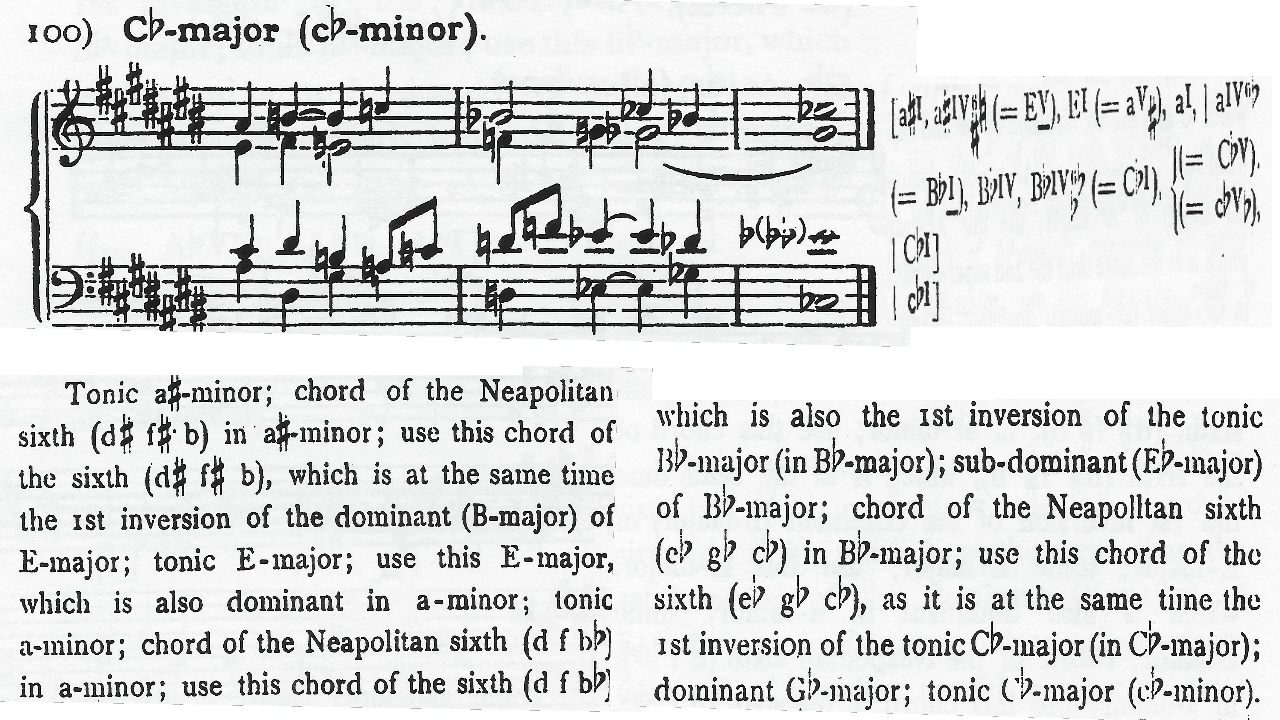 100) C♭-major (c♭-minor).
[a♯I, a♯IV⁶♮♯ (= EV), EI (= aV♯), aI, | aIV⁶♭
(= B♭I), B♭IV, B♭IV⁶♭♭ (= C♭I), {(= C♭V).
{(= c♭V♭),
| C♭I]
| c♭I]
♭(♭♭)
Tonic a♯-minor; chord of the Neapolitan
sixth (d♯ f♯ b) in a♯-minor; use this chord of
the sixth (d♯ f♯ b), which is at the same time
the 1st inversion of the dominant (B-major) of
E-major; tonic E-major; use this E-major,
which is also dominant in a-minor; tonic
a-minor; chord of the Neapolitan sixth (d f b♭)
in a-minor; use this chord of the sixth (d f b♭)
which is also the 1st inversion of the tonic
B♭-major (in B♭-major); sub-dominant (E♭-major)
of B♭-major; chord of the Neapolltan sixth
(e♭ g♭ c♭) in B♭-major; use this chord of the
sixth (e♭ g♭ c♭), as it is at the same time the
1st inversion of the tonic C♭-major (in C♭-major);
dominant G♭-major; tonic C♭-major (c♭-minor).